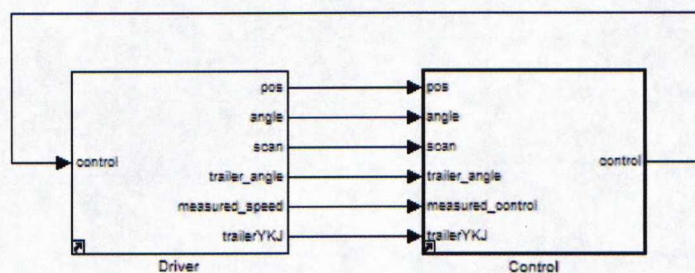 pos
angle
scan
trailer_angle
measured_speed
trailerYKJ
control
Driver
pos
angle
scan
trailer_angle
measured_control
trailerYKJ
control
Control